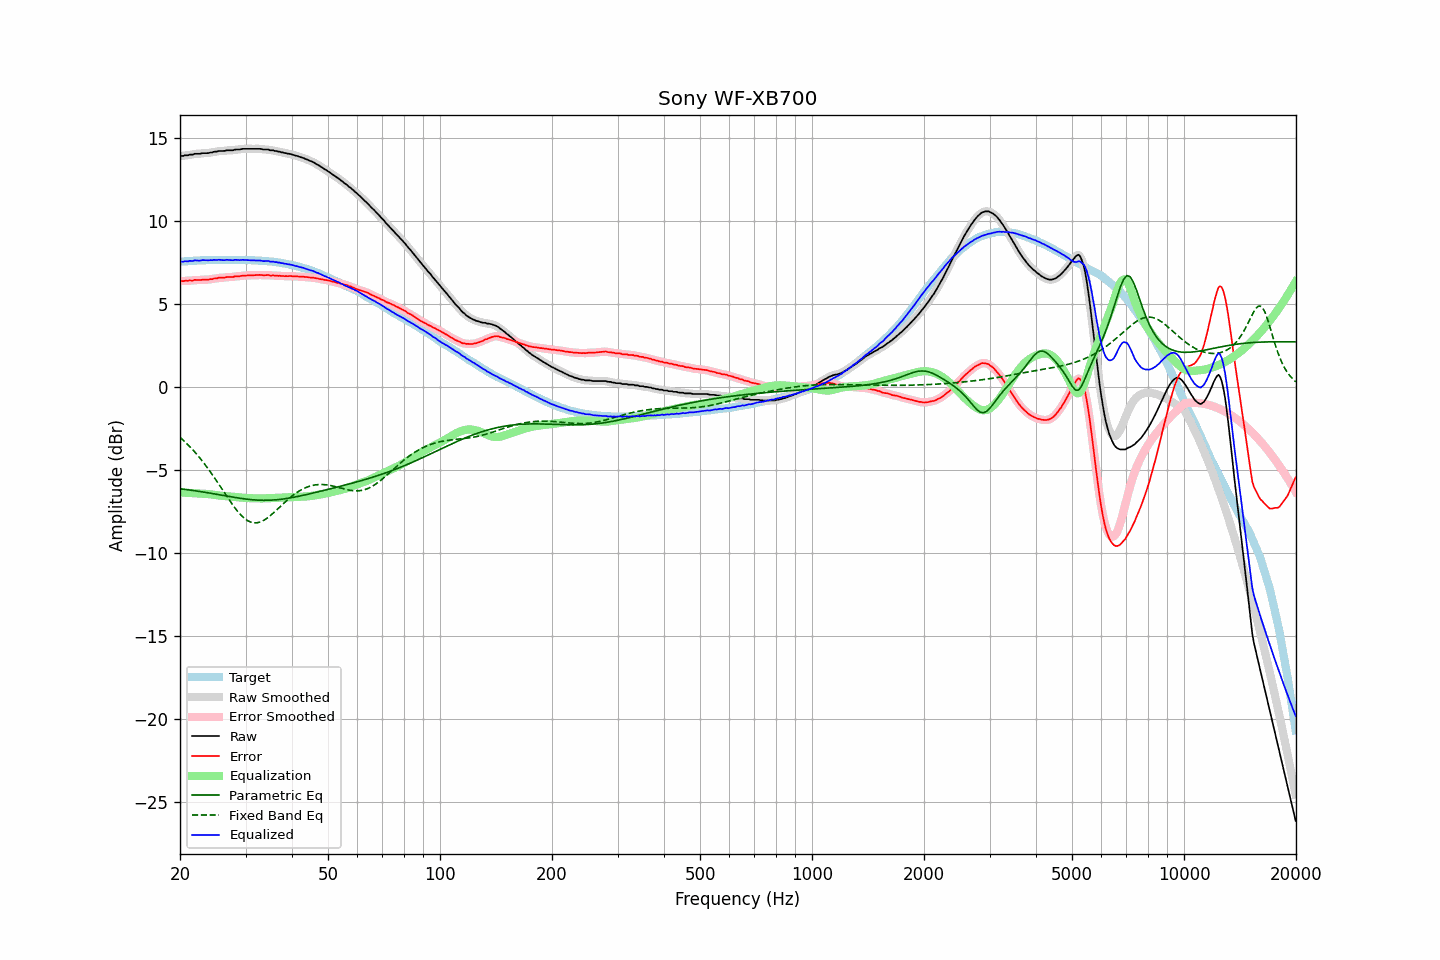 Sony WF-XB700
15
10
5
0
−5
−10
−15
−20
−25
Amplitude (dBr)
Target
Raw Smoothed
Error Smoothed
Raw
Error
Equalization
Parametric Eq
Fixed Band Eq
Equalized
20 50 100 200 500 1000 2000 5000 10000 20000
Frequency (Hz)